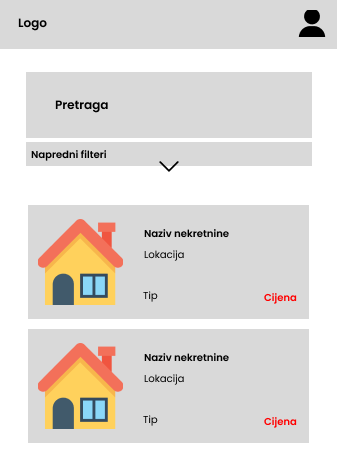 Logo
Pretraga
Napredni filteri
Naziv nekretnine
Lokacija
Tip
Cijena
Naziv nekretnine
Lokacija
Tip
Cijena